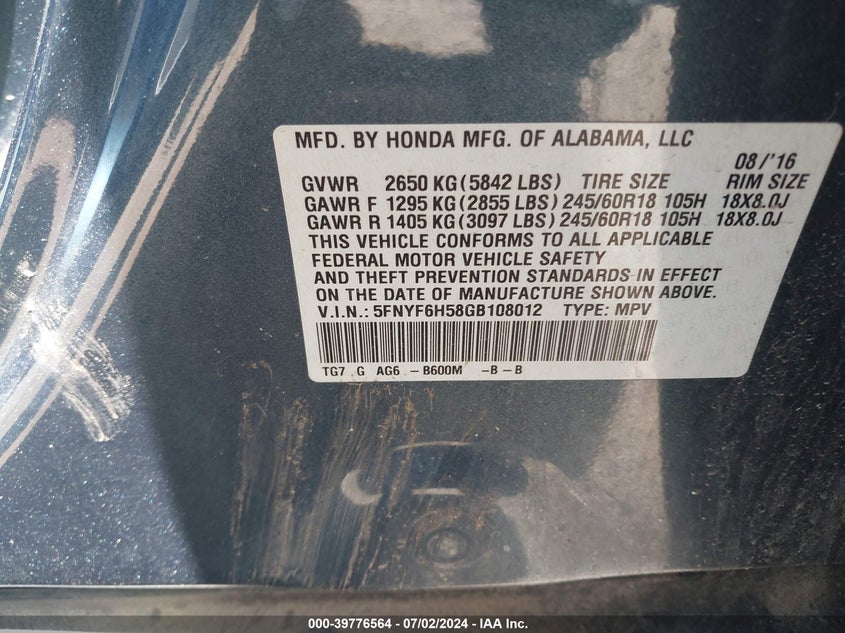 MFD. BY HONDA MFG. OF ALABAMA, LLC
08/'16
GVWR 2650 KG (5842 LBS) TIRE SIZE RIM SIZE
GAWR F 1295 KG (2855 LBS) 245/60R18 105H 18X8.0J
GAWR R 1405 KG (3097 LBS) 245/60R18 105H 18X8.0J
THIS VEHICLE CONFORMS TO ALL APPLICABLE
FEDERAL MOTOR VEHICLE SAFETY
AND THEFT PREVENTION STANDARDS IN EFFECT
ON THE DATE OF MANUFACTURE SHOWN ABOVE.
V.I.N.: 5FNYF6H58GB108012 TYPE: MPV
TG7 G AG6 -B600M -B-B
000-39776564 - 07/02/2024 - IAA Inc.